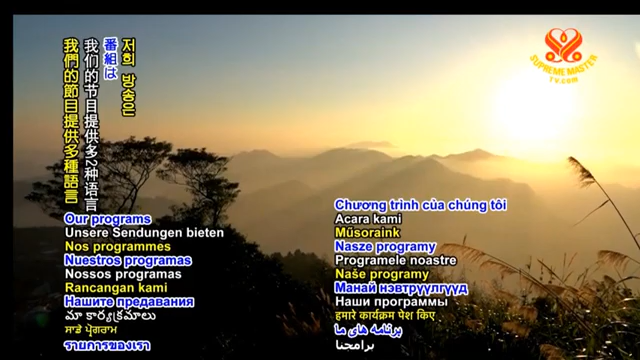 저희 방송은
番組は
我们的节目提供多2种语言
我們的節目提供多種語言
SUPREME MASTER
TV.com
Our programs
Unsere Sendungen bieten
Nos programmes
Nuestros programas
Nossos programas
Rancangan kami
Нашите предавания
మా కార్యక్రమాలు
ਸਾਡੇ ਪ੍ਰੋਗਰਾਮ
รายการของเรา
Chương trình của chúng tôi
Acara kami
Műsoraink
Nasze programy
Programele noastre
Naše programy
Манай нэвтрүүлгүүд
Наши программы
हमारे कार्यक्रम पेश किए
برنامه های ما
برامجنا